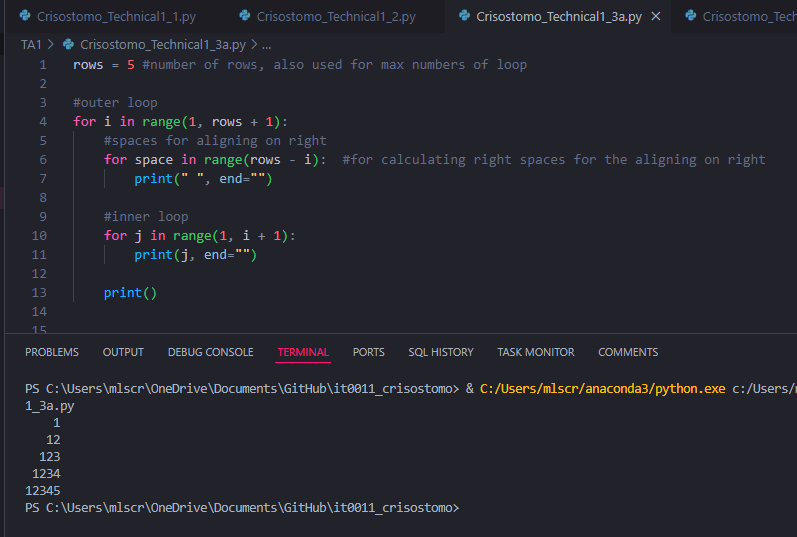 Crisostomo_Technical1_1.py Crisostomo_Technical1_2.py Crisostomo_Technical1_3a.py × Crisostomo_Tech
TA1 > Crisostomo_Technical1_3a.py > ...
1 rows = 5 #number of rows, also used for max numbers of loop
2
3 #outer loop
4 for i in range(1, rows + 1):
5     #spaces for aligning on right
6     for space in range(rows - i):  #for calculating right spaces for the aligning on right
7         print(" ", end="")
8
9     #inner loop
10     for j in range(1, i + 1):
11         print(j, end="")
12
13     print()
14
15
PROBLEMS OUTPUT DEBUG CONSOLE TERMINAL PORTS SQL HISTORY TASK MONITOR COMMENTS
PS C:\Users\mlscr\OneDrive\Documents\GitHub\it0011_crisostomo> & C:/Users/mlscr/anaconda3/python.exe c:/Users/m
1_3a.py
    1
   12
  123
 1234
12345
PS C:\Users\mlscr\OneDrive\Documents\GitHub\it0011_crisostomo>